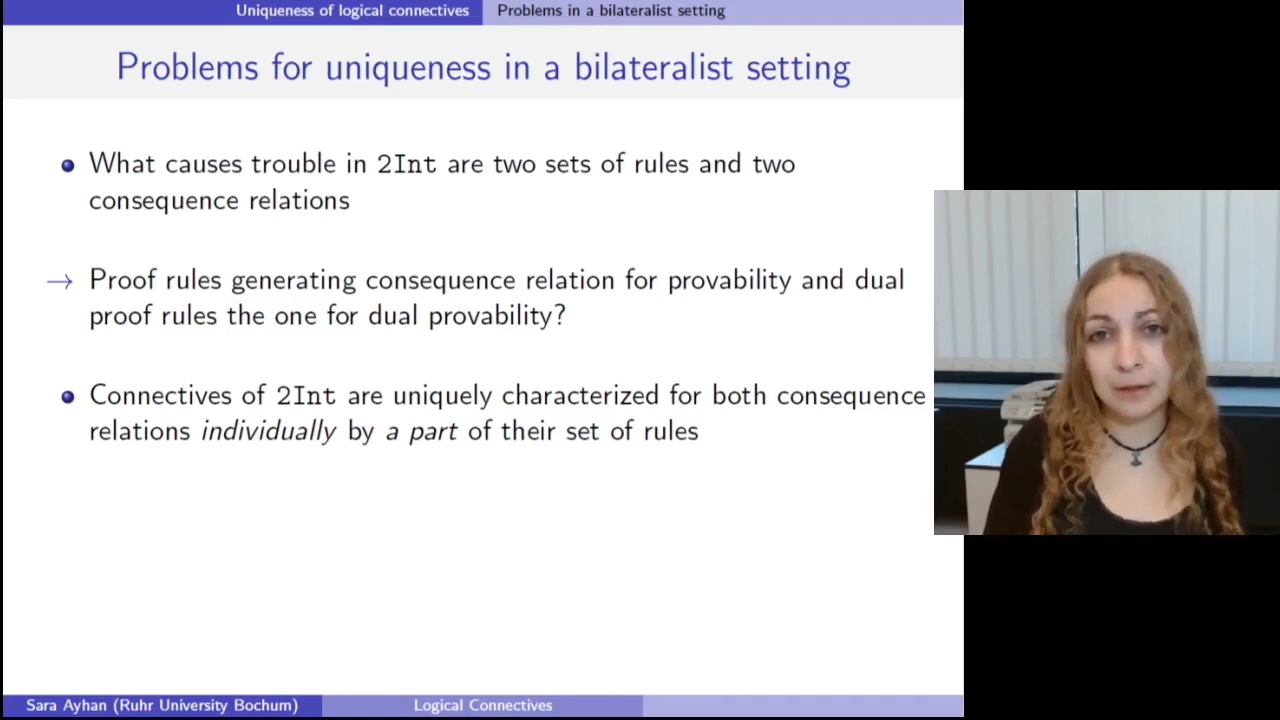 Uniqueness of logical connectives Problems in a bilateralist setting
Problems for uniqueness in a bilateralist setting
What causes trouble in 2Int are two sets of rules and two
consequence relations
→ Proof rules generating consequence relation for provability and dual
proof rules the one for dual provability?
Connectives of 2Int are uniquely characterized for both consequence
relations individually by a part of their set of rules
Sara Ayhan (Ruhr University Bochum) Logical Connectives